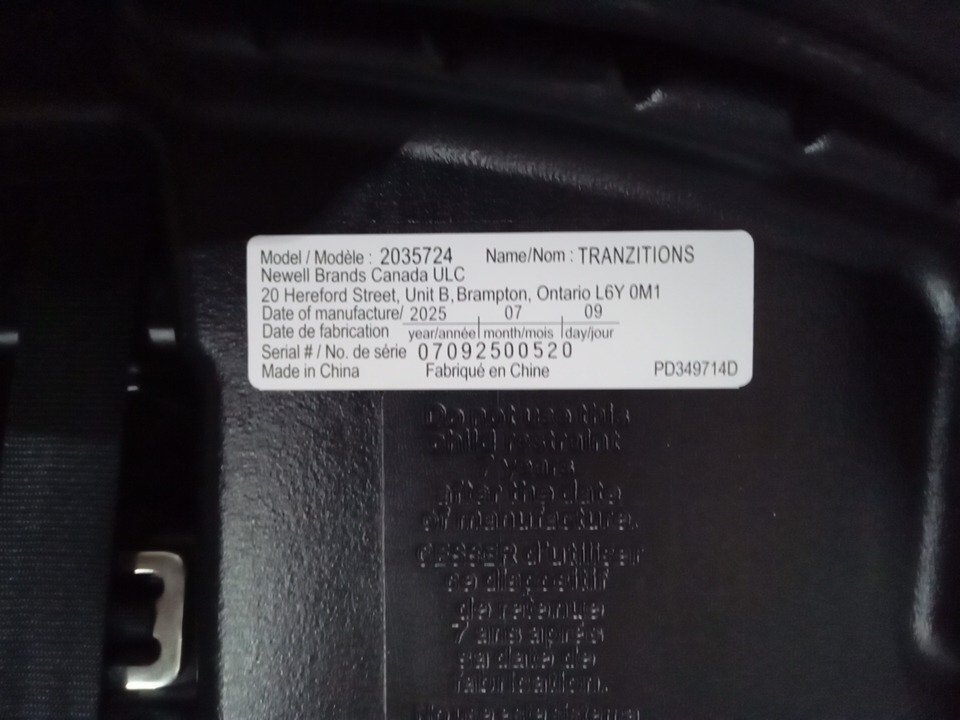 Model / Modèle : 2035724 Name/Nom : TRANZITIONS
Newell Brands Canada ULC
20 Hereford Street, Unit B, Brampton, Ontario L6Y 0M1
Date of manufacture/ 2025 07 09
Date de fabrication year/année month/mois day/jour
Serial # / No. de série 07092500520
Made in China Fabriqué en Chine PD349714D
Do not use this
child restraint
7 years
after the date
of manufacture.
CESSER d'utiliser
ce dispositif
de retenue
7 ans après
sa date de
fabrication.